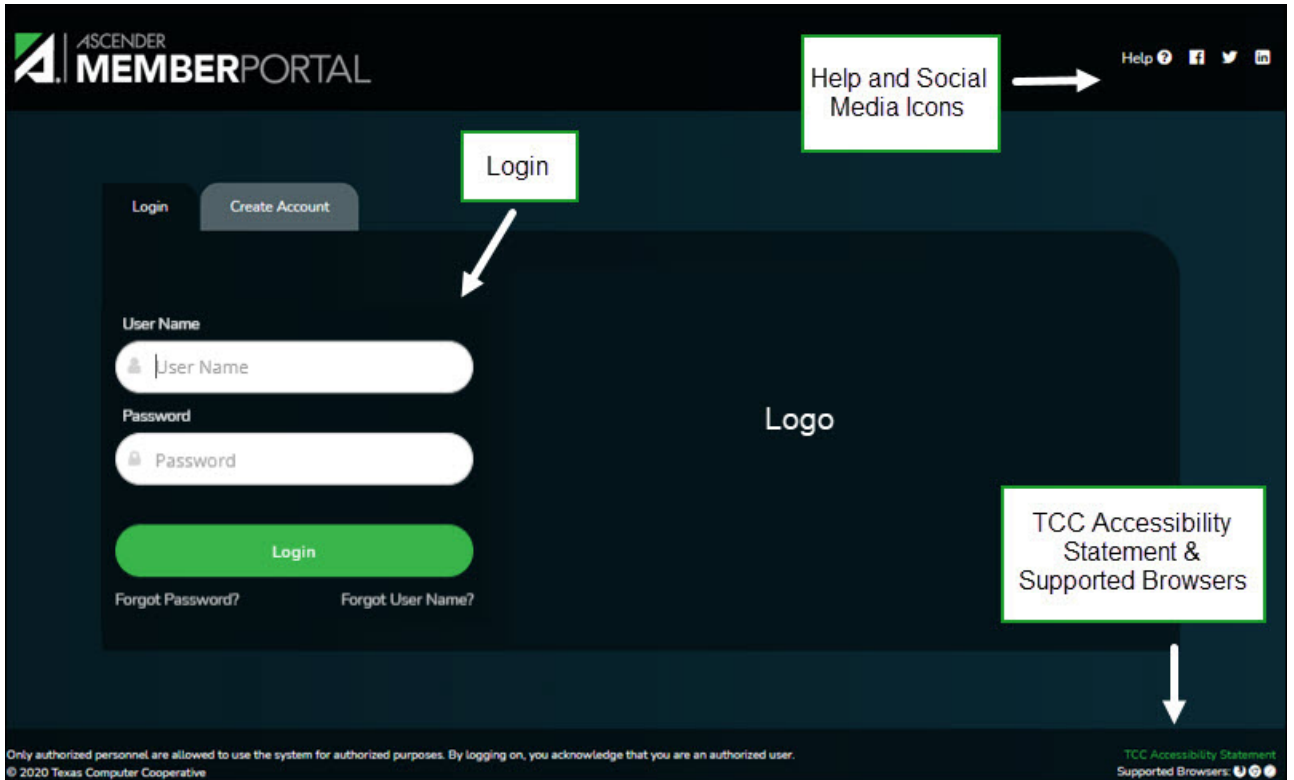 ASCENDER
MEMBERPORTAL
Help and Social
Media Icons
Help ?
Login
Login
Create Account
User Name
User Name
Password
Password
Logo
Login
Forgot Password?
Forgot User Name?
TCC Accessibility
Statement &
Supported Browsers
Only authorized personnel are allowed to use the system for authorized purposes. By logging on, you acknowledge that you are an authorized user.
TCC Accessibility Statement
© 2020 Texas Computer Cooperative
Supported Browsers: